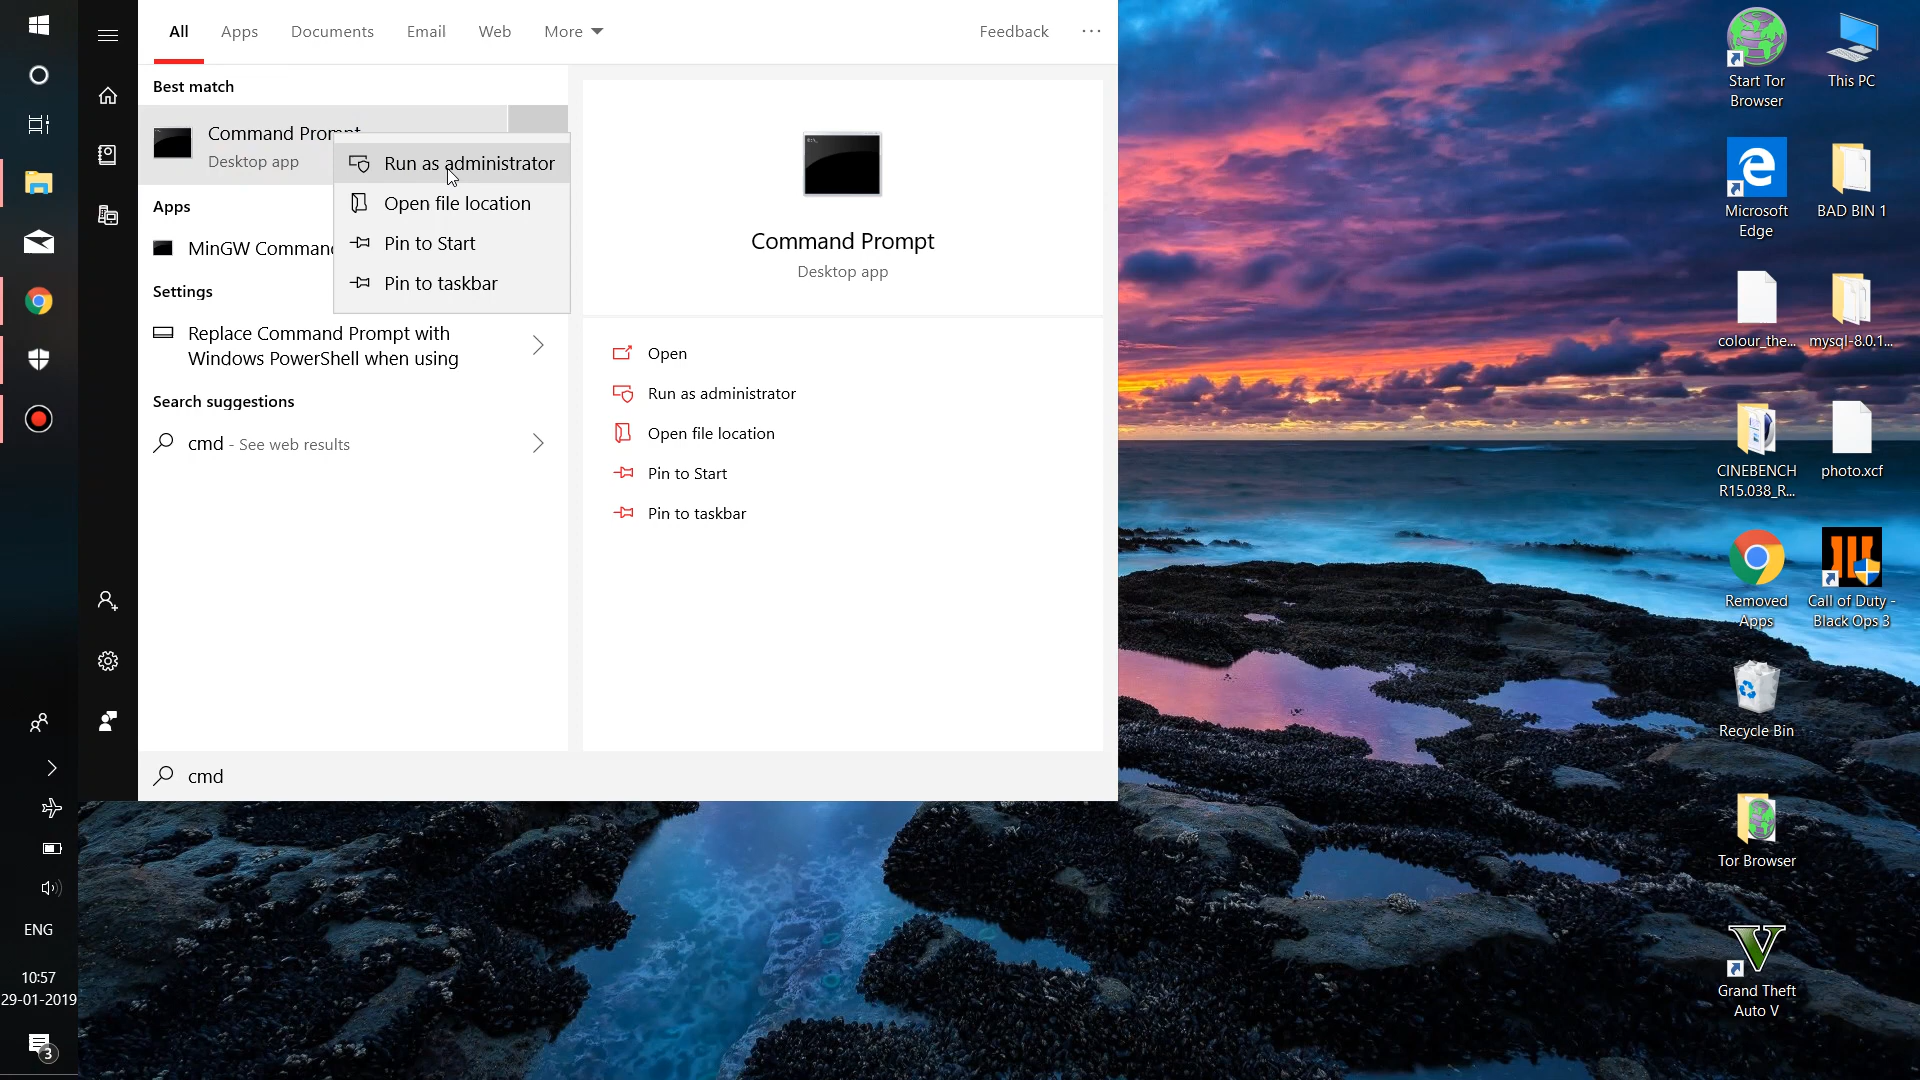 All
Apps
Documents
Email
Web
More
Feedback
Best match
Command Prompt
Desktop app
Run as administrator
Open file location
Pin to Start
Pin to taskbar
Apps
MinGW Command
Settings
Replace Command Prompt with
Windows PowerShell when using
Search suggestions
cmd - See web results
cmd
Command Prompt
Desktop app
Open
Run as administrator
Open file location
Pin to Start
Pin to taskbar
ENG
10:57
29-01-2019
3
Start Tor
Browser
This PC
Microsoft
Edge
BAD BIN 1
colour_the...
mysql-8.0.1...
CINEBENCH
R15.038_R...
photo.xcf
Removed
Apps
Call of Duty -
Black Ops 3
Recycle Bin
Tor Browser
Grand Theft
Auto V